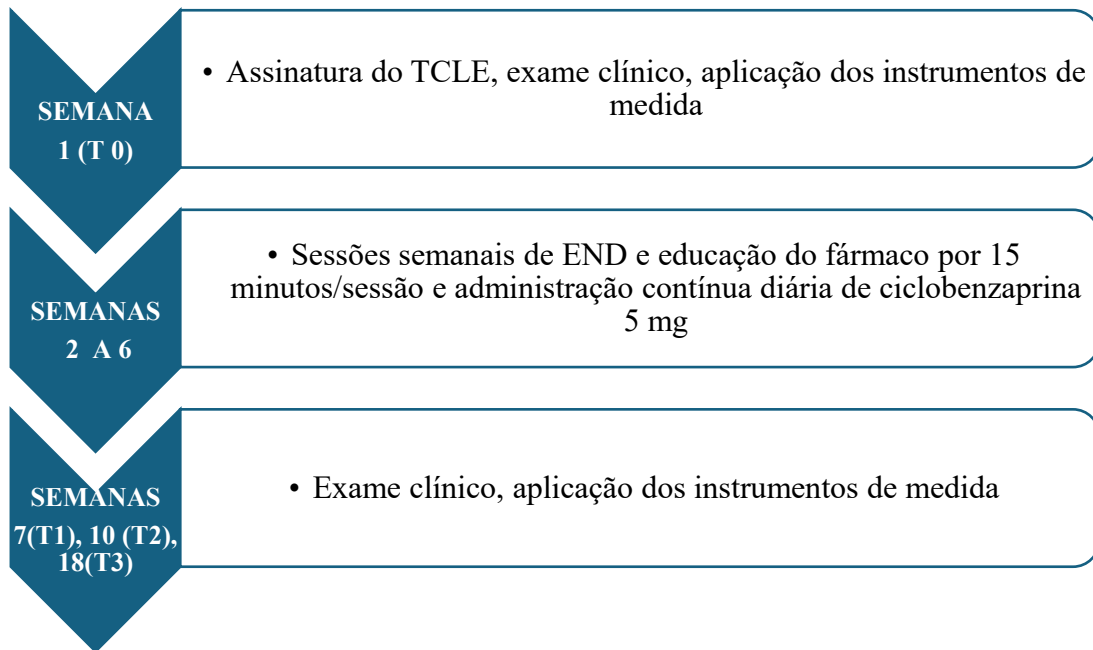 SEMANA
1 (T 0)
• Assinatura do TCLE, exame clínico, aplicação dos instrumentos de
medida
SEMANAS
2 A 6
• Sessões semanais de END e educação do fármaco por 15
minutos/sessão e administração contínua diária de ciclobenzaprina
5 mg
SEMANAS
7(T1), 10 (T2),
18(T3)
• Exame clínico, aplicação dos instrumentos de medida